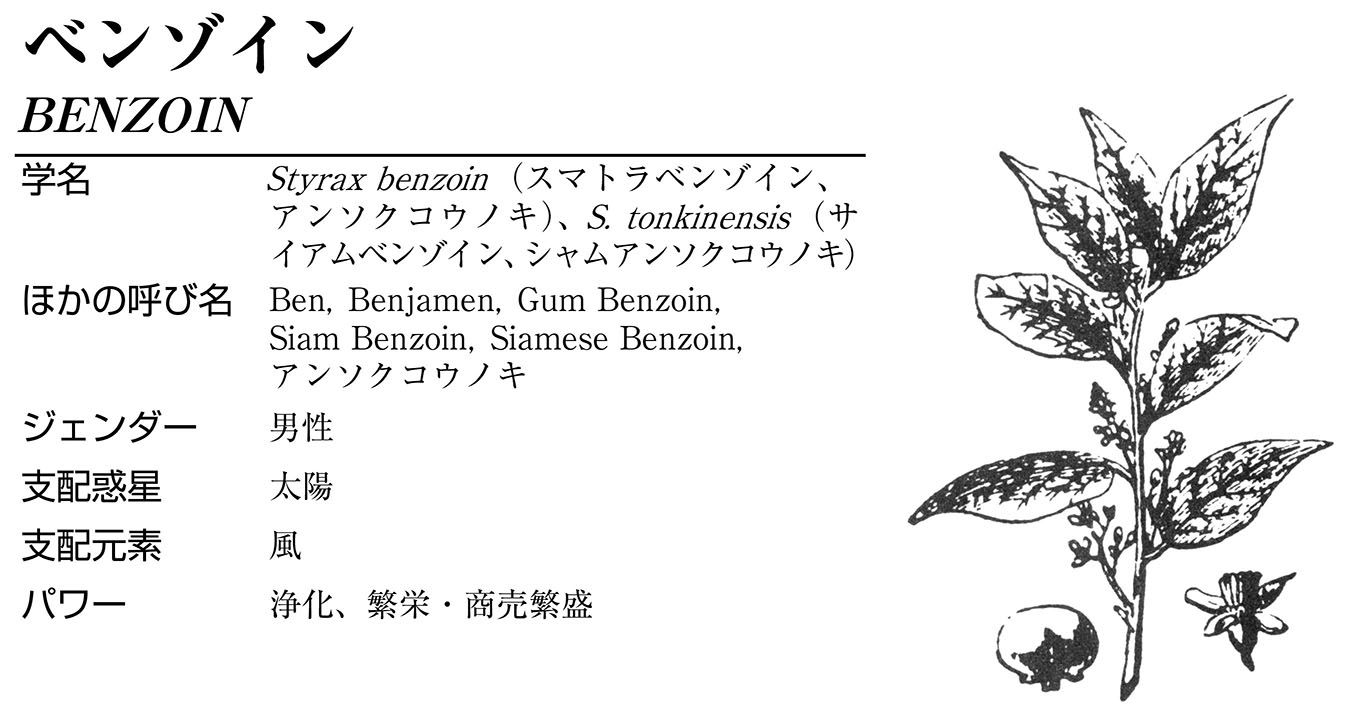 ベンゾイン
BENZOIN
学名 Styrax benzoin（スマトラベンゾイン、
アンソクコウノキ）、S. tonkinensis（サ
イアムベンゾイン、シャムアンソクコウノキ）
ほかの呼び名 Ben, Benjamen, Gum Benzoin,
Siam Benzoin, Siamese Benzoin,
アンソクコウノキ
ジェンダー 男性
支配惑星 太陽
支配元素 風
パワー 浄化、繁栄・商売繁盛